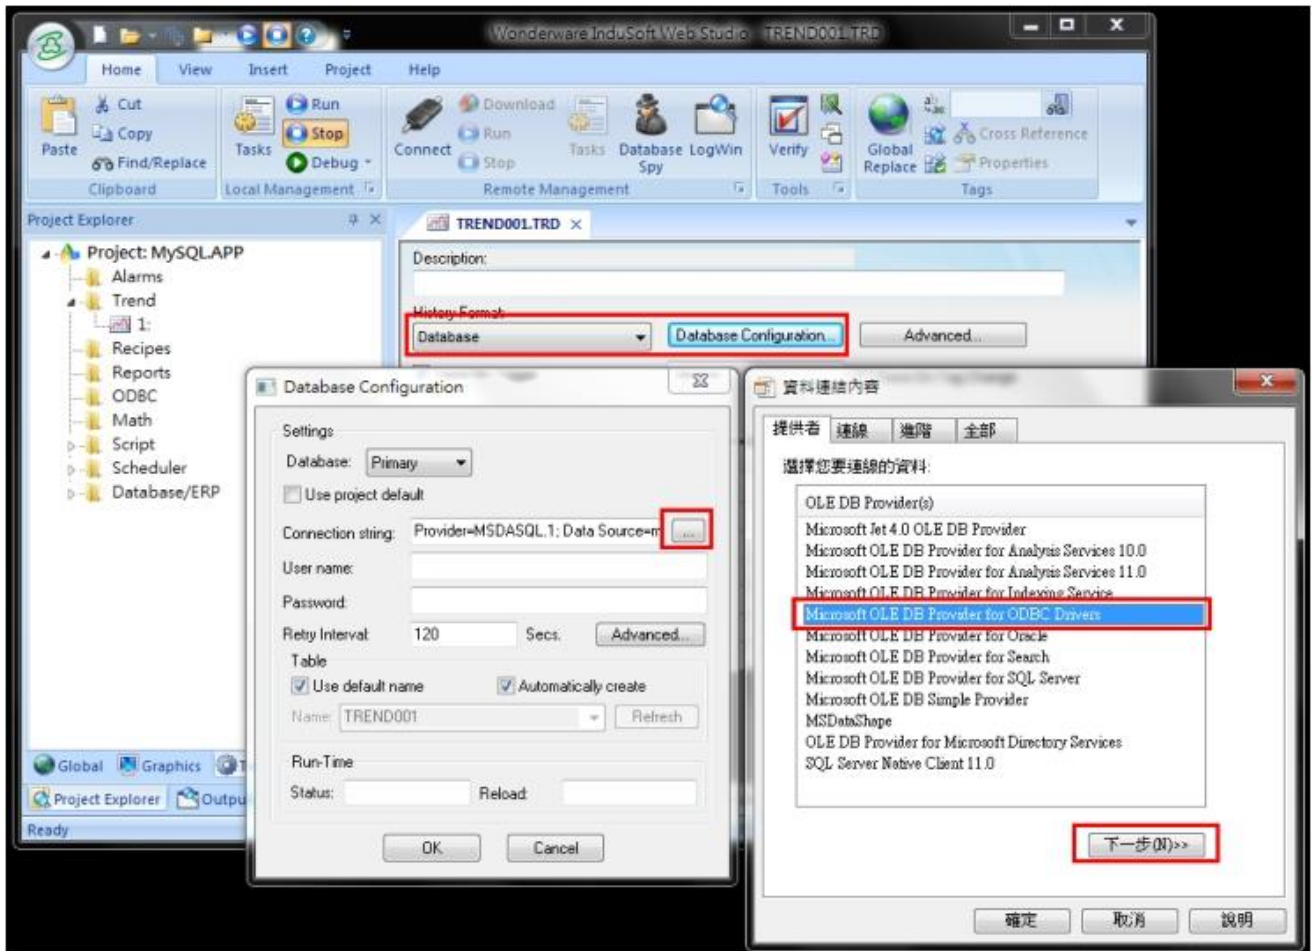 Wonderware InduSoft Web Studio - TREND001.TRD
Home View Insert Project Help
Paste
Cut
Copy
Find/Replace
Clipboard
Tasks
Run
Stop
Debug
Local Management
Connect
Download
Run
Stop
Tasks
Database Spy
LogWin
Remote Management
Verify
Tools
Global Replace
Cross Reference
Properties
Tags
Project Explorer
Project: MySQL.APP
Alarms
Trend
1:
Recipes
Reports
ODBC
Math
Script
Scheduler
Database/ERP
Global Graphics
Project Explorer Outpu
Ready
TREND001.TRD
Description:
History Format:
Database Database Configuration... Advanced...
Database Configuration
Settings
Database: Primary
Use project default
Connection string: Provider=MSDASQL.1; Data Source=m ...
User name:
Password:
Retry Interval: 120 Secs. Advanced...
Table
Use default name Automatically create
Name: TREND001 Refresh
Run-Time
Status: Reload:
OK Cancel
資料連結內容
提供者 連線 進階 全部
選擇您要連線的資料:
OLE DB Provider(s)
Microsoft Jet 4.0 OLE DB Provider
Microsoft OLE DB Provider for Analysis Services 10.0
Microsoft OLE DB Provider for Analysis Services 11.0
Microsoft OLE DB Provider for Indexing Service
Microsoft OLE DB Provider for ODBC Drivers
Microsoft OLE DB Provider for Oracle
Microsoft OLE DB Provider for Search
Microsoft OLE DB Provider for SQL Server
Microsoft OLE DB Simple Provider
MSDataShape
OLE DB Provider for Microsoft Directory Services
SQL Server Native Client 11.0
下一步(N)>>
確定 取消 說明